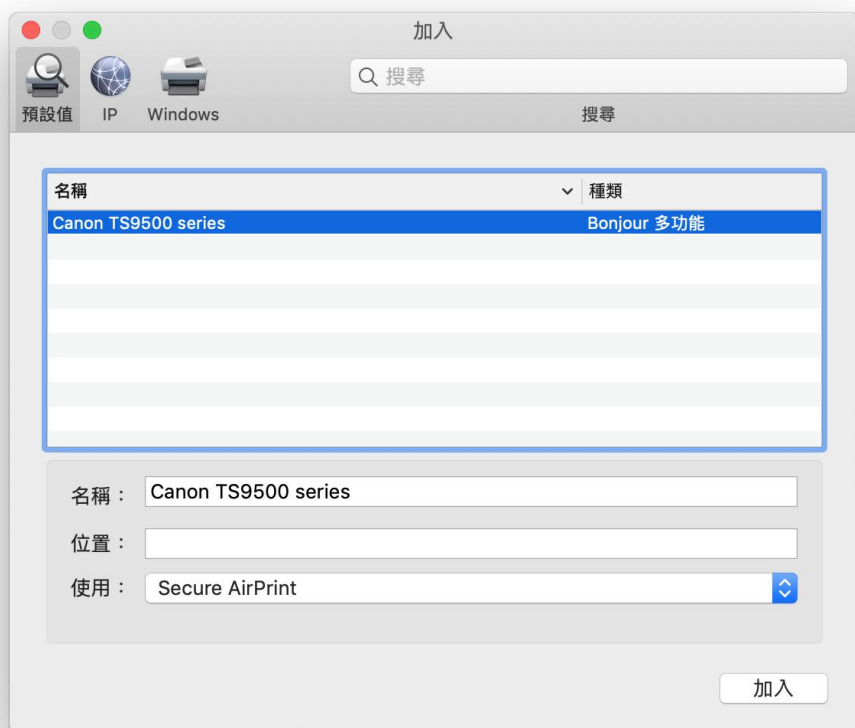 加入
搜尋
預設值 IP Windows 搜尋
名稱 種類
Canon TS9500 series Bonjour 多功能
名稱： Canon TS9500 series
位置：
使用： Secure AirPrint
加入